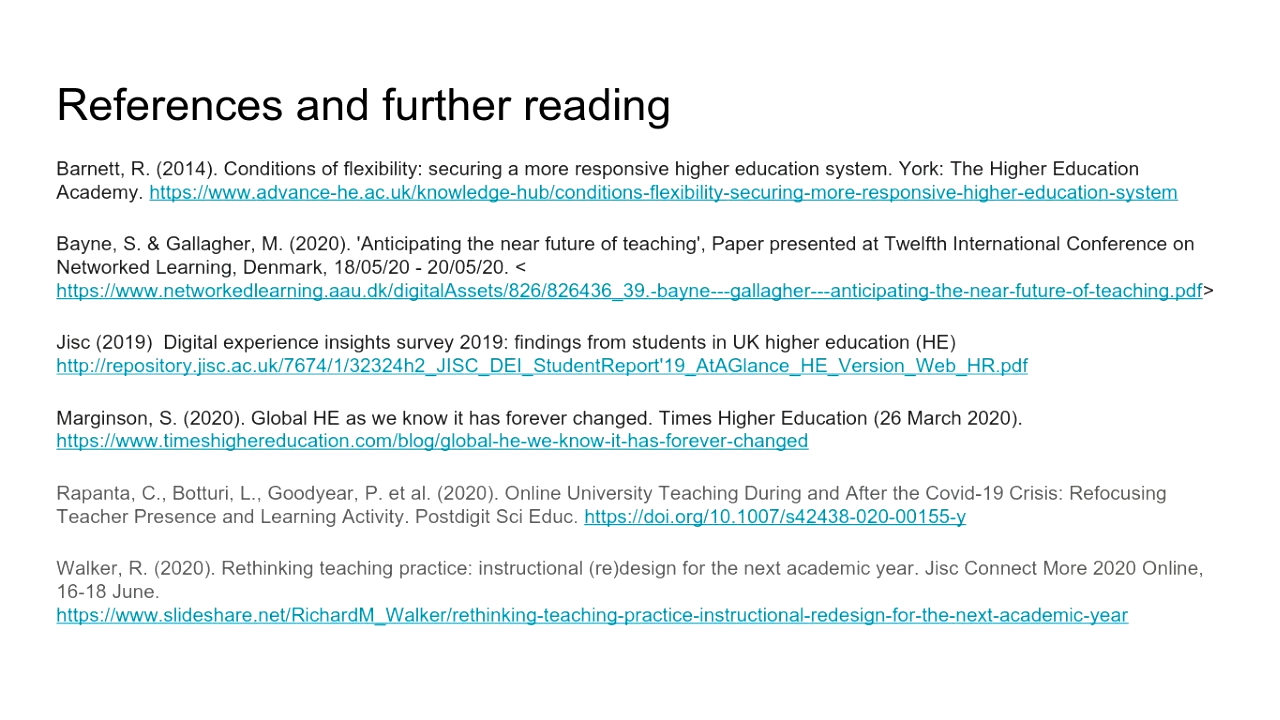 References and further reading
Barnett, R. (2014). Conditions of flexibility: securing a more responsive higher education system. York: The Higher Education
Academy. https://www.advance-he.ac.uk/knowledge-hub/conditions-flexibility-securing-more-responsive-higher-education-system
Bayne, S. & Gallagher, M. (2020). 'Anticipating the near future of teaching', Paper presented at Twelfth International Conference on
Networked Learning, Denmark, 18/05/20 - 20/05/20. <
https://www.networkedlearning.aau.dk/digitalAssets/826/826436_39.-bayne---gallagher---anticipating-the-near-future-of-teaching.pdf>
Jisc (2019)  Digital experience insights survey 2019: findings from students in UK higher education (HE)
http://repository.jisc.ac.uk/7674/1/32324h2_JISC_DEI_StudentReport'19_AtAGlance_HE_Version_Web_HR.pdf
Marginson, S. (2020). Global HE as we know it has forever changed. Times Higher Education (26 March 2020).
https://www.timeshighereducation.com/blog/global-he-we-know-it-has-forever-changed
Rapanta, C., Botturi, L., Goodyear, P. et al. (2020). Online University Teaching During and After the Covid-19 Crisis: Refocusing
Teacher Presence and Learning Activity. Postdigit Sci Educ. https://doi.org/10.1007/s42438-020-00155-y
Walker, R. (2020). Rethinking teaching practice: instructional (re)design for the next academic year. Jisc Connect More 2020 Online,
16-18 June.
https://www.slideshare.net/RichardM_Walker/rethinking-teaching-practice-instructional-redesign-for-the-next-academic-year